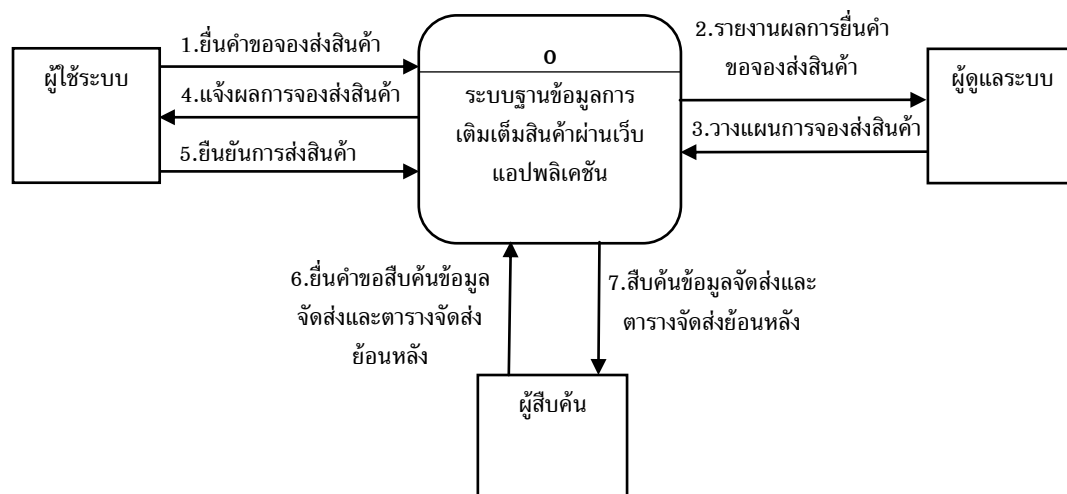 1.ยื่นคำขอจองส่งสินค้า
ผู้ใช้ระบบ
4.แจ้งผลการจองส่งสินค้า
5.ยืนยันการส่งสินค้า
0
ระบบฐานข้อมูลการ
เติมเต็มสินค้าผ่านเว็บ
แอปพลิเคชัน
2.รายงานผลการยื่นคำ
ขอจองส่งสินค้า
ผู้ดูแลระบบ
3.วางแผนการจองส่งสินค้า
6.ยื่นคำขอสืบค้นข้อมูล
จัดส่งและตารางจัดส่ง
ย้อนหลัง
7.สืบค้นข้อมูลจัดส่งและ
ตารางจัดส่งย้อนหลัง
ผู้สืบค้น